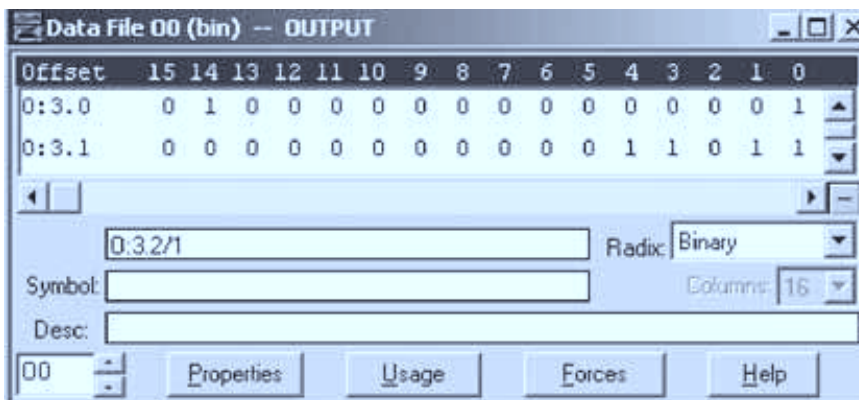 Data File O0 (bin) -- OUTPUT
Offset 15 14 13 12 11 10 9 8 7 6 5 4 3 2 1 0
O:3.0 0 1 0 0 0 0 0 0 0 0 0 0 0 0 0 1
O:3.1 0 0 0 0 0 0 0 0 0 0 0 1 1 0 1 1
O:3.2/1 Radix: Binary
Symbol: Columns: 16
Desc:
O0 Properties Usage Forces Help